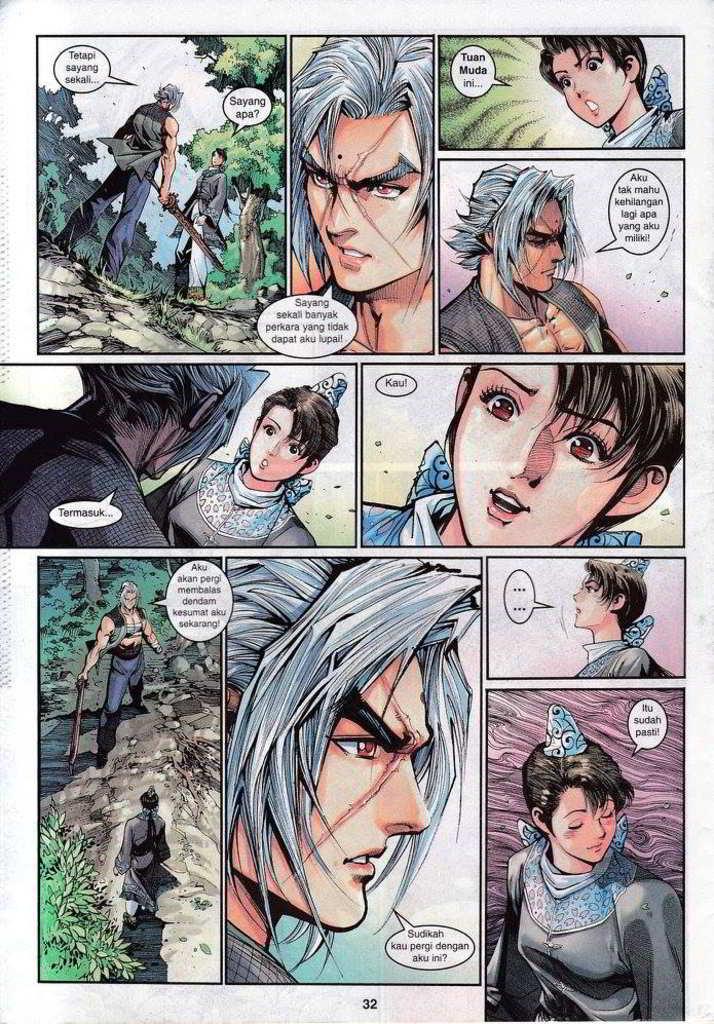 Tetapi
sayang
sekali...
Sayang
apa?
Sayang
sekali banyak
perkara yang tidak
dapat aku lupai!
Tuan
Muda
ini...
Aku
tak mahu
kehilangan
lagi apa
yang aku
miliki!
Termasuk...
Kau!
Aku
akan pergi
membalas
dendam
kesumat aku
sekarang!
Sudikah
kau pergi dengan
aku ini?
...
...
Itu
sudah
pasti!
32